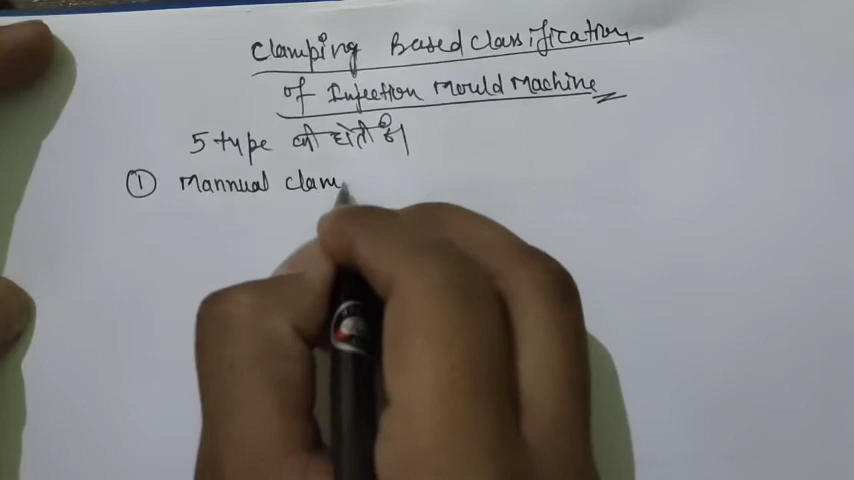 Clamping Based Classification
of Injection Mould Machine
5 type की होती है।
① Mannual clam